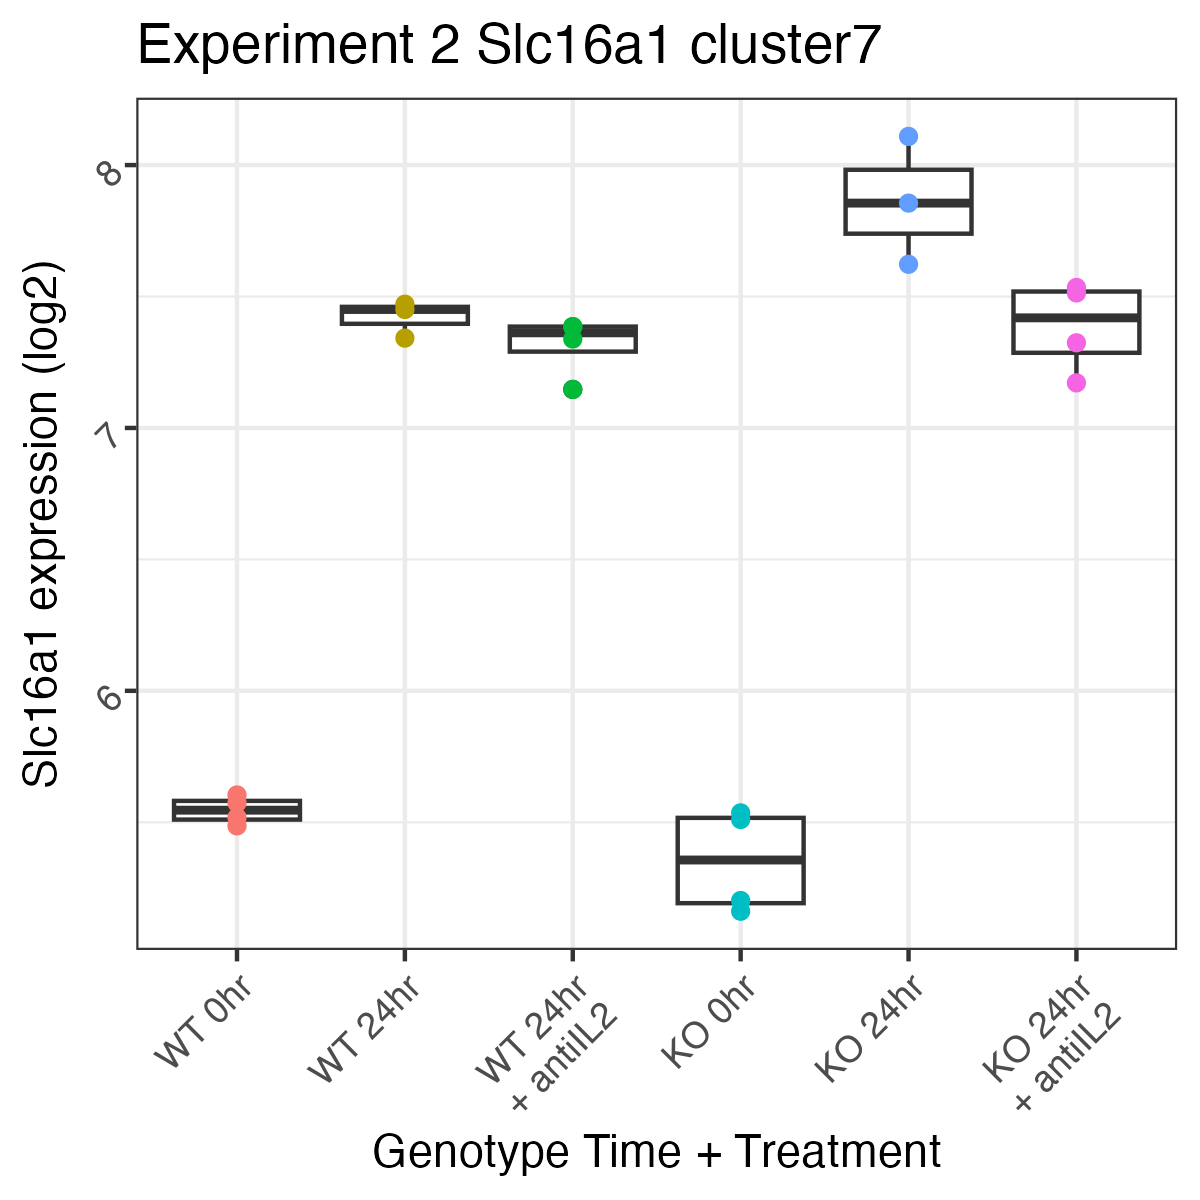 Experiment 2 Slc16a1 cluster7
Slc16a1 expression (log2)
8
7
6
WT 0hr
WT 24hr
WT 24hr
+ antiIL2
KO 0hr
KO 24hr
KO 24hr
+ antiIL2
Genotype Time + Treatment